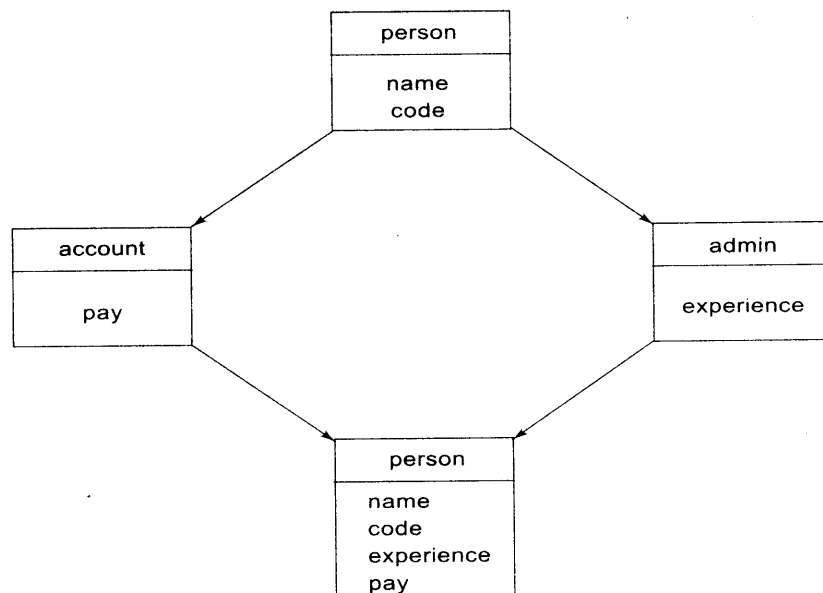 person
name
code
account
pay
admin
experience
person
name
code
experience
pay